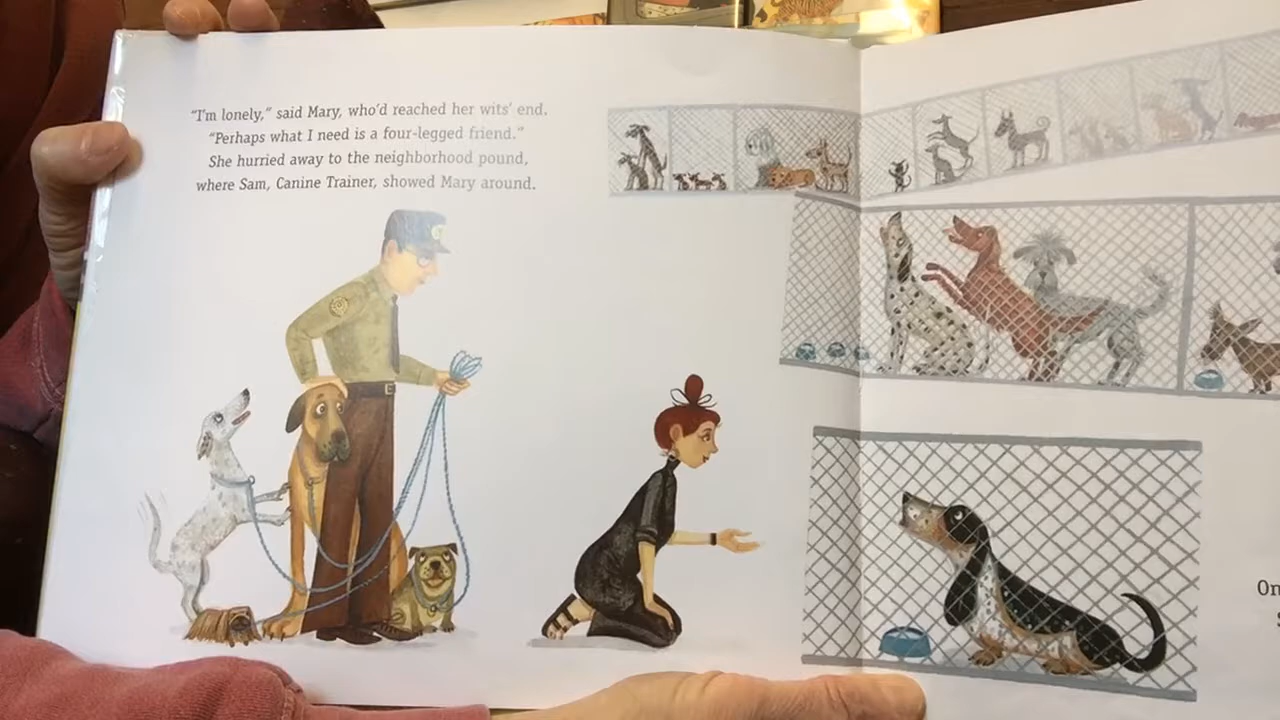 "I'm lonely," said Mary, who'd reached her wits' end.
"Perhaps what I need is a four-legged friend."
She hurried away to the neighborhood pound,
where Sam, Canine Trainer, showed Mary around.